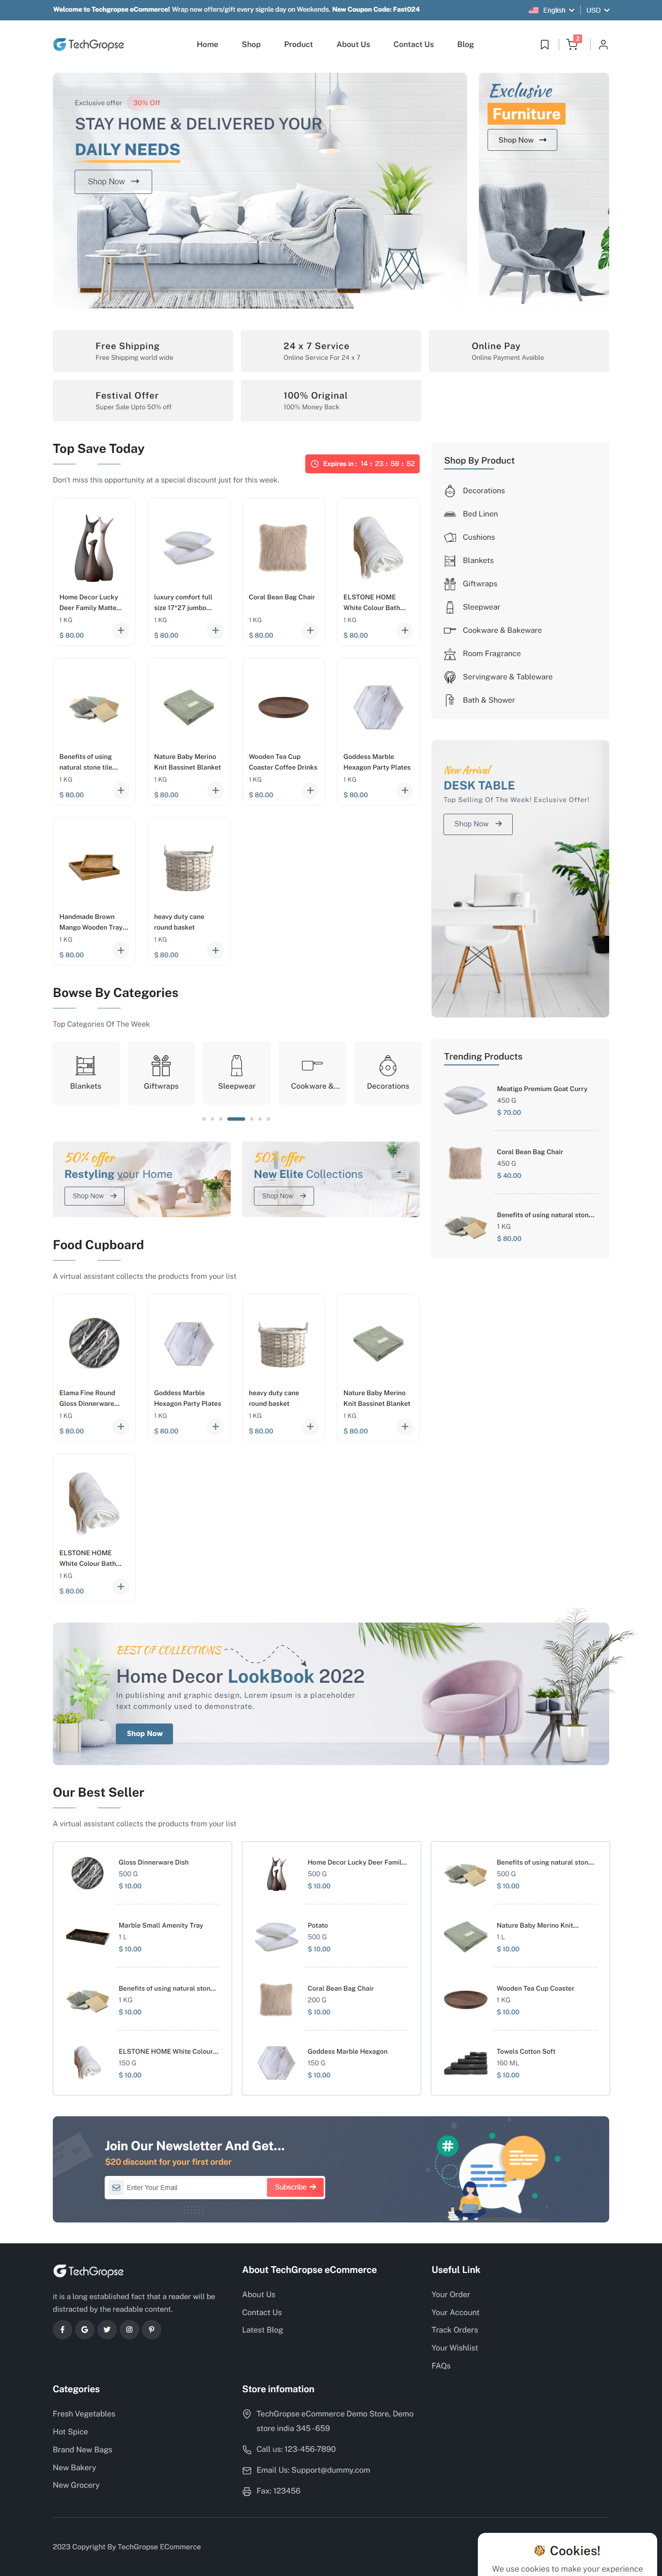 Welcome to Techgropse eCommerce! Wrap new offers/gift every signle day on Weekends. New Coupon Code: Fast024
English
USD
TechGropse
Home
Shop
Product
About Us
Contact Us
Blog
2
Exclusive offer 30% Off
STAY HOME & DELIVERED YOUR
DAILY NEEDS
Shop Now
Exclusive
Furniture
Shop Now
Free Shipping
Free Shipping world wide
24 x 7 Service
Online Service For 24 x 7
Online Pay
Online Payment Avaible
Festival Offer
Super Sale Upto 50% off
100% Original
100% Money Back
Top Save Today
Expires in : 14 : 23 : 59 : 52
Don't miss this opportunity at a special discount just for this week.
Home Decor Lucky
Deer Family Matte...
1 KG
$ 80.00
luxury comfort full
size 17*27 jumbo...
1 KG
$ 80.00
Coral Bean Bag Chair
1 KG
$ 80.00
ELSTONE HOME
White Colour Bath...
1 KG
$ 80.00
Benefits of using
natural stone tile...
1 KG
$ 80.00
Nature Baby Merino
Knit Bassinet Blanket
1 KG
$ 80.00
Wooden Tea Cup
Coaster Coffee Drinks
1 KG
$ 80.00
Goddess Marble
Hexagon Party Plates
1 KG
$ 80.00
Handmade Brown
Mango Wooden Tray...
1 KG
$ 80.00
heavy duty cane
round basket
1 KG
$ 80.00
Shop By Product
Decorations
Bed Linen
Cushions
Blankets
Giftwraps
Sleepwear
Cookware & Bakeware
Room Fragrance
Servingware & Tableware
Bath & Shower
New Arrival
DESK TABLE
Top Selling Of The Week! Exclusive Offer!
Shop Now
Bowse By Categories
Top Categories Of The Week
Blankets
Giftwraps
Sleepwear
Cookware &...
Decorations
50% offer
Restyling your Home
Shop Now
50% offer
New Elite Collections
Shop Now
Trending Products
Meatigo Premium Goat Curry
450 G
$ 70.00
Coral Bean Bag Chair
450 G
$ 40.00
Benefits of using natural ston...
1 KG
$ 80.00
Food Cupboard
A virtual assistant collects the products from your list
Elama Fine Round
Gloss Dinnerware...
1 KG
$ 80.00
Goddess Marble
Hexagon Party Plates
1 KG
$ 80.00
heavy duty cane
round basket
1 KG
$ 80.00
Nature Baby Merino
Knit Bassinet Blanket
1 KG
$ 80.00
ELSTONE HOME
White Colour Bath...
1 KG
$ 80.00
BEST OF COLLECTIONS
Home Decor LookBook 2022
In publishing and graphic design, Lorem ipsum is a placeholder
text commonly used to demonstrate.
Shop Now
Our Best Seller
A virtual assistant collects the products from your list
Gloss Dinnerware Dish
500 G
$ 10.00
Marble Small Amenity Tray
1 L
$ 10.00
Benefits of using natural ston...
1 KG
$ 10.00
ELSTONE HOME White Colour...
150 G
$ 10.00
Home Decor Lucky Deer Famil...
500 G
$ 10.00
Potato
500 G
$ 10.00
Coral Bean Bag Chair
200 G
$ 10.00
Goddess Marble Hexagon
150 G
$ 10.00
Benefits of using natural ston...
500 G
$ 10.00
Nature Baby Merino Knit...
1 L
$ 10.00
Wooden Tea Cup Coaster
1 KG
$ 10.00
Towels Cotton Soft
160 ML
$ 10.00
Join Our Newsletter And Get...
$20 discount for your first order
Enter Your Email
Subscribe
#
TechGropse
it is a long established fact that a reader will be
distracted by the readable content.
About TechGropse eCommerce
About Us
Contact Us
Latest Blog
Useful Link
Your Order
Your Account
Track Orders
Your Wishlist
FAQs
Categories
Fresh Vegetables
Hot Spice
Brand New Bags
New Bakery
New Grocery
Store infomation
TechGropse eCommerce Demo Store, Demo
store india 345 - 659
Call us: 123-456-7890
Email Us: Support@dummy.com
Fax: 123456
2023 Copyright By TechGropse ECommerce
Cookies!
We use cookies to make your experience